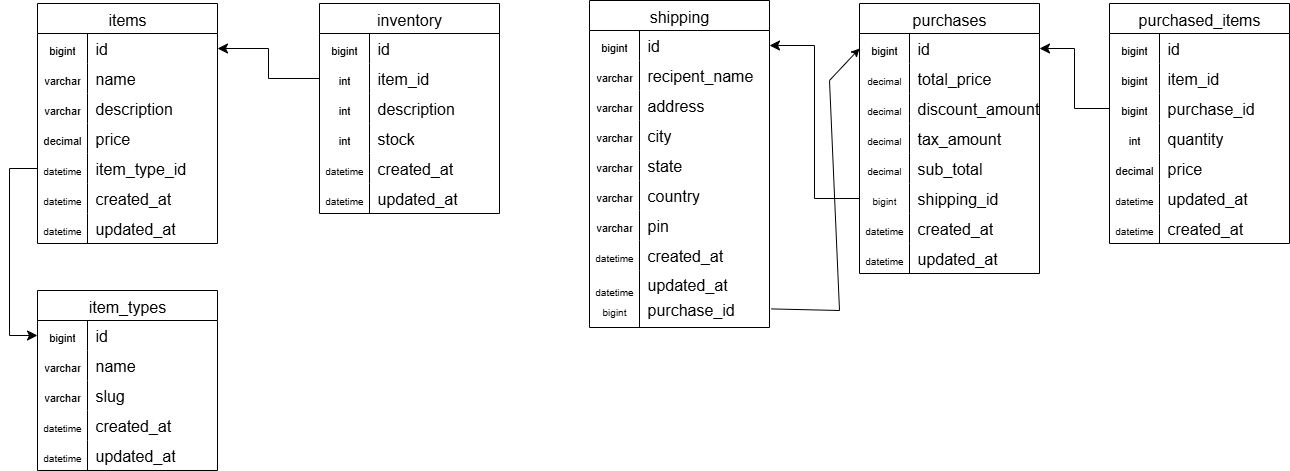 items
bigint id
varchar name
varchar description
decimal price
datetime item_type_id
datetime created_at
datetime updated_at
inventory
bigint id
int item_id
int description
int stock
datetime created_at
datetime updated_at
item_types
bigint id
varchar name
varchar slug
datetime created_at
datetime updated_at
shipping
bigint id
varchar recipent_name
varchar address
varchar city
varchar state
varchar country
varchar pin
datetime created_at
datetime updated_at
bigint purchase_id
purchases
bigint id
decimal total_price
decimal discount_amount
decimal tax_amount
decimal sub_total
bigint shipping_id
datetime created_at
datetime updated_at
purchased_items
bigint id
bigint item_id
bigint purchase_id
int quantity
decimal price
datetime updated_at
datetime created_at